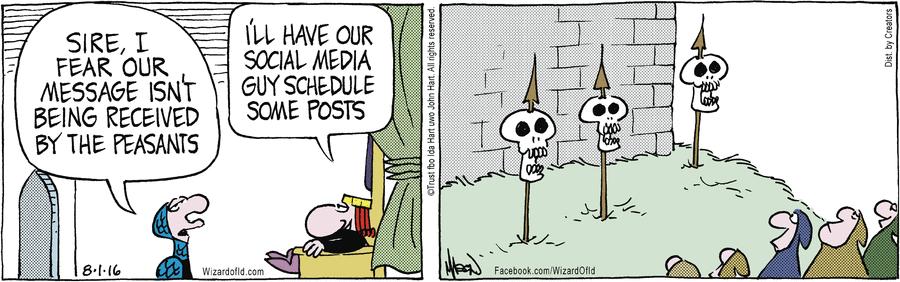 SIRE, I
FEAR OUR
MESSAGE ISN'T
BEING RECEIVED
BY THE PEASANTS
I'LL HAVE OUR
SOCIAL MEDIA
GUY SCHEDULE
SOME POSTS
8·1·16
WizardofId.com
©Trust fbo Ida Hart uwo John Hart. All rights reserved.
Facebook.com/WizardOfId
Dist. by Creators